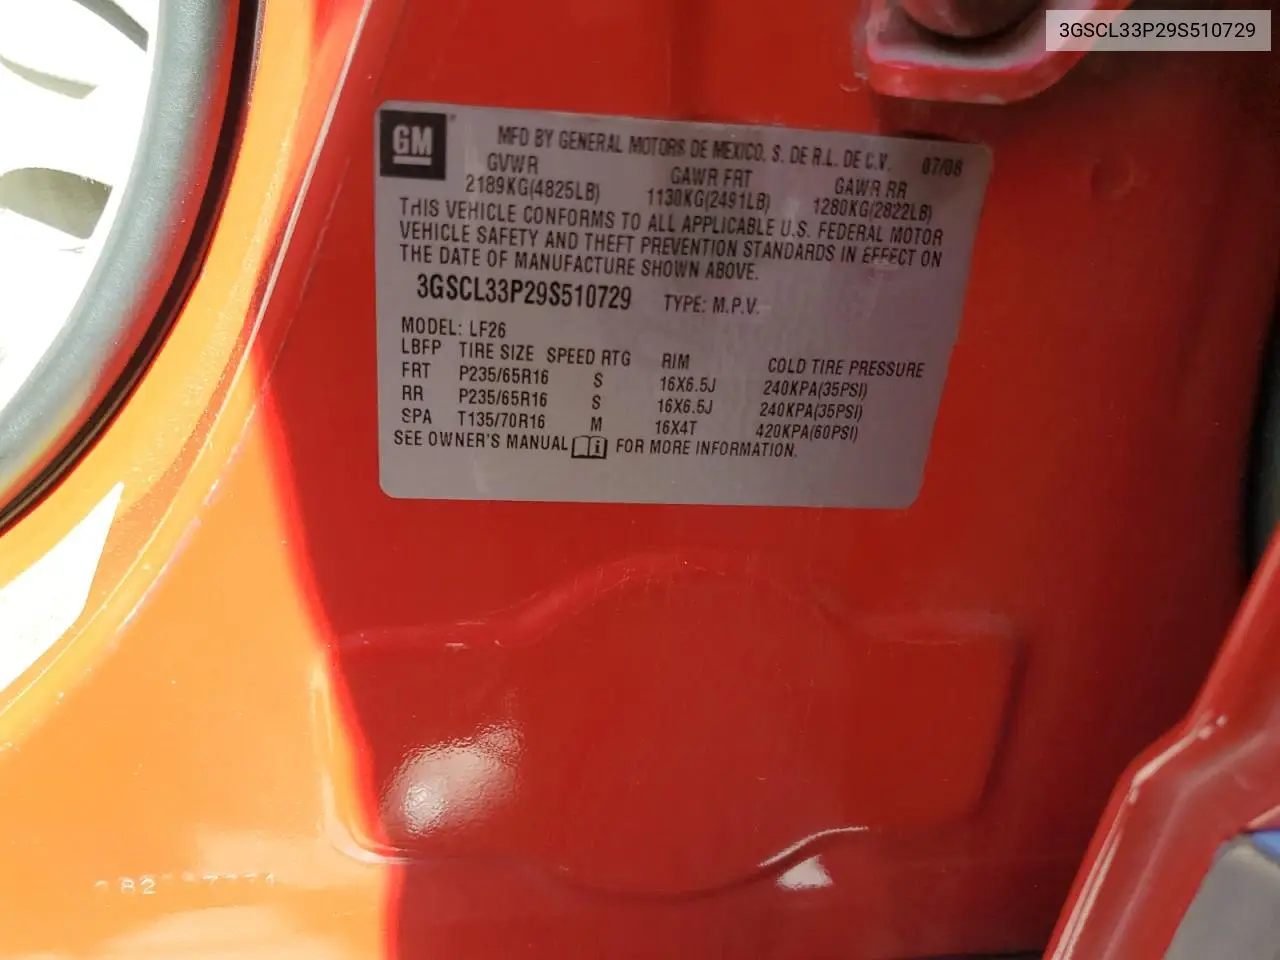 3GSCL33P29S510729
GM
MFD BY GENERAL MOTORS DE MEXICO, S. DE R.L. DE C.V. 07/08
GVWR GAWR FRT GAWR RR
2189KG(4825LB) 1130KG(2491LB) 1280KG(2822LB)
THIS VEHICLE CONFORMS TO ALL APPLICABLE U.S. FEDERAL MOTOR
VEHICLE SAFETY AND THEFT PREVENTION STANDARDS IN EFFECT ON
THE DATE OF MANUFACTURE SHOWN ABOVE.
3GSCL33P29S510729 TYPE: M.P.V.
MODEL: LF26
LBFP TIRE SIZE SPEED RTG RIM COLD TIRE PRESSURE
FRT P235/65R16 S 16X6.5J 240KPA(35PSI)
RR P235/65R16 S 16X6.5J 240KPA(35PSI)
SPA T135/70R16 M 16X4T 420KPA(60PSI)
SEE OWNER'S MANUAL i FOR MORE INFORMATION.